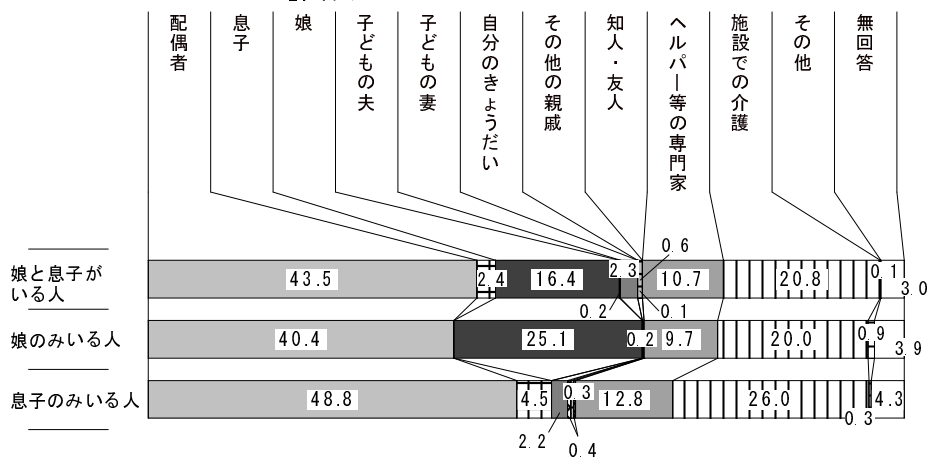 配偶者
息子
娘
子どもの夫
子どもの妻
自分のきょうだい
その他の親戚
知人・友人
ヘルパー等の専門家
施設での介護
その他
無回答
娘と息子が
いる人
43.5
2.4
16.4
0.2
2.3
0.6
0.1
10.7
20.8
0.1
3.0
娘のみいる人
40.4
25.1
0.2
9.7
20.0
0.9
3.9
息子のみいる人
48.8
4.5
2.2
0.3
0.4
12.8
26.0
0.3
4.3